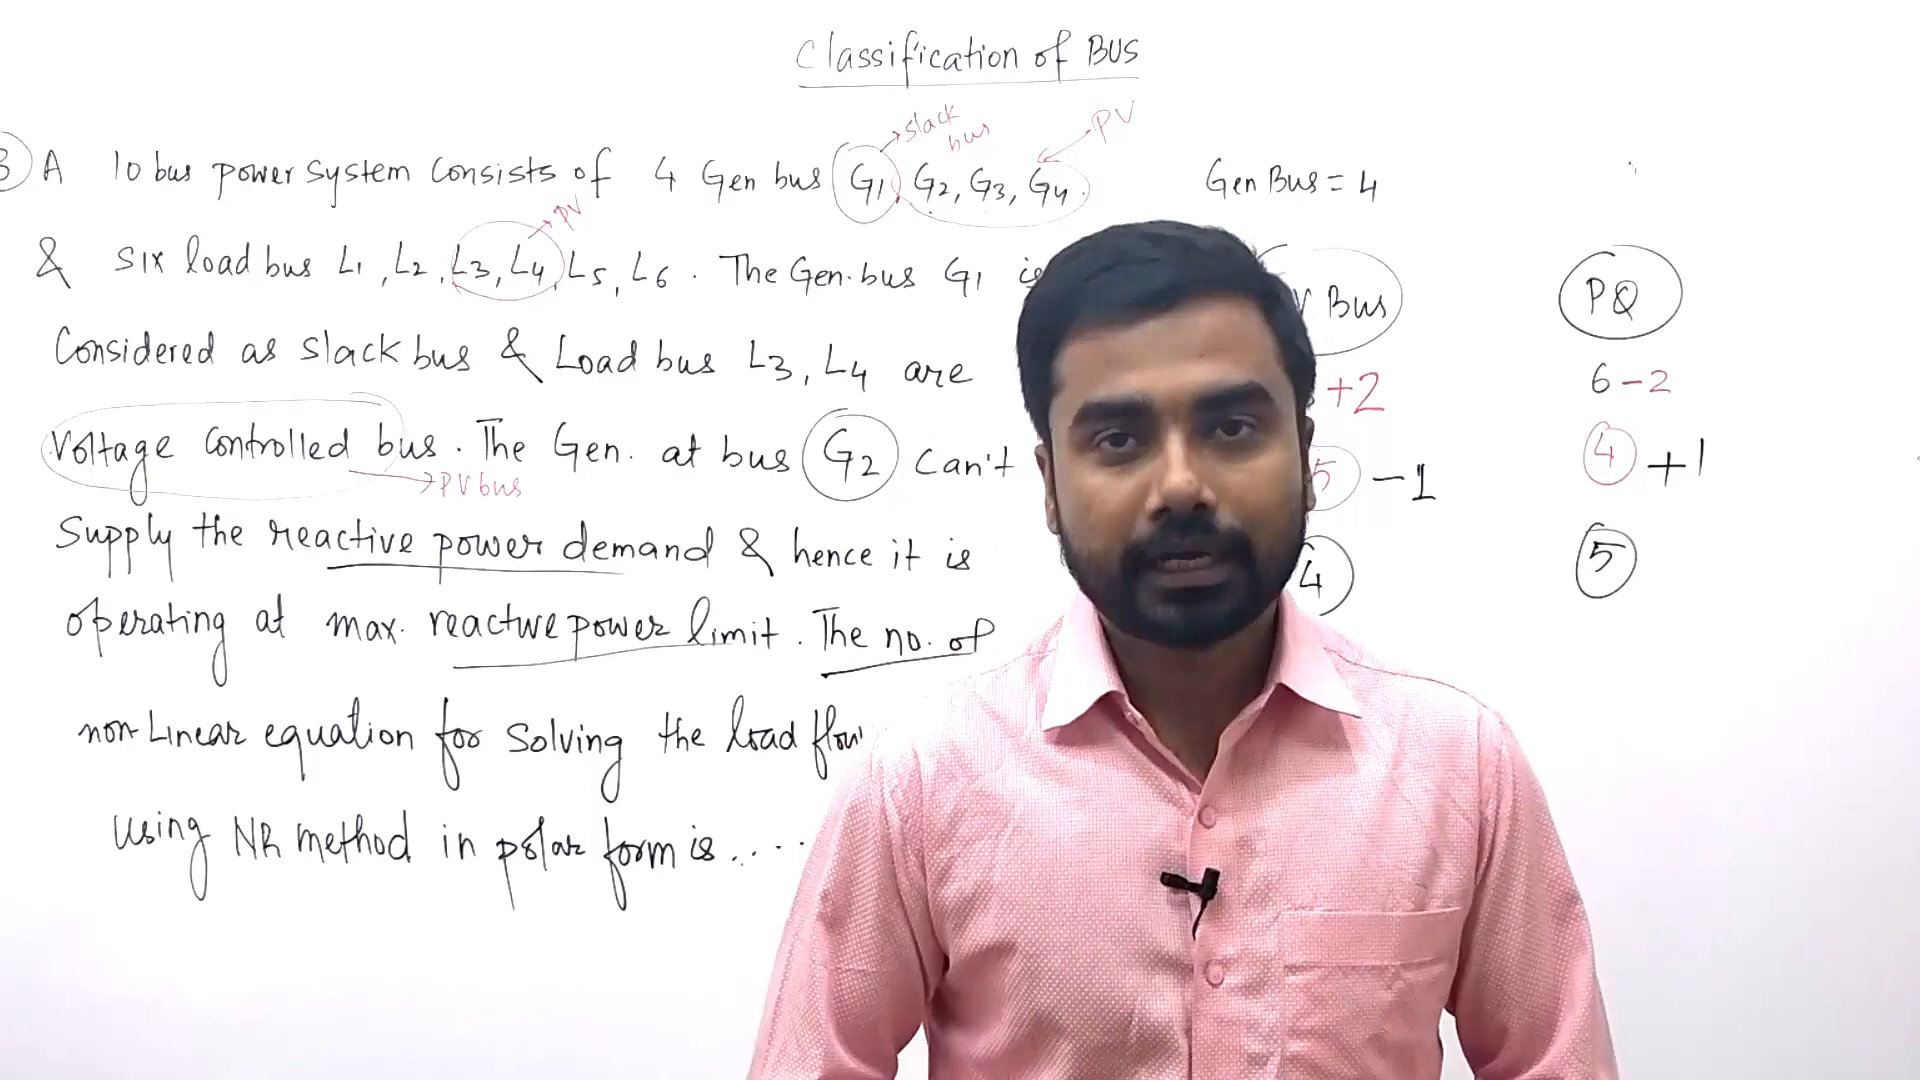 Classification of BUS
slack bus
PV
3 A 10 bus power system consists of 4 Gen bus G1, G2, G3, G4.
PV
& six load bus L1, L2, L3, L4, L5, L6. The Gen. bus G1 is
Considered as slack bus & Load bus L3, L4 are
Voltage controlled bus. The Gen. at bus G2 can't
PV bus
Supply the reactive power demand & hence it is
operating at max. reactive power limit. The no. of
non-Linear equation for solving the load flow
using NR method in polar form is....
Gen Bus = 4
V Bus
PQ
+2
6-2
5 -1
4 +1
4
5